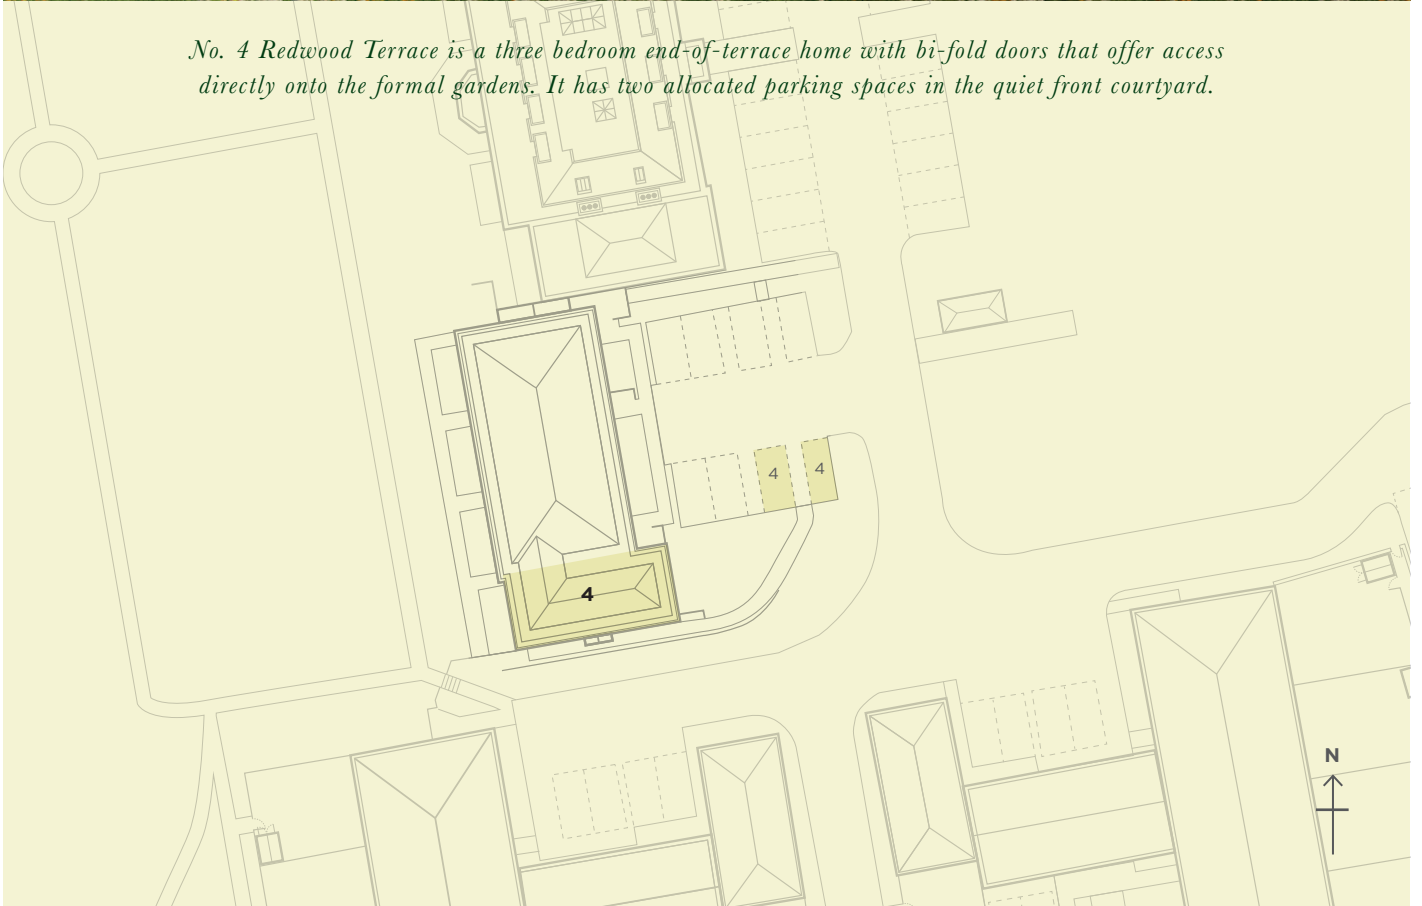 No. 4 Redwood Terrace is a three bedroom end-of-terrace home with bi-fold doors that offer access
directly onto the formal gardens. It has two allocated parking spaces in the quiet front courtyard.
4
4
4
N